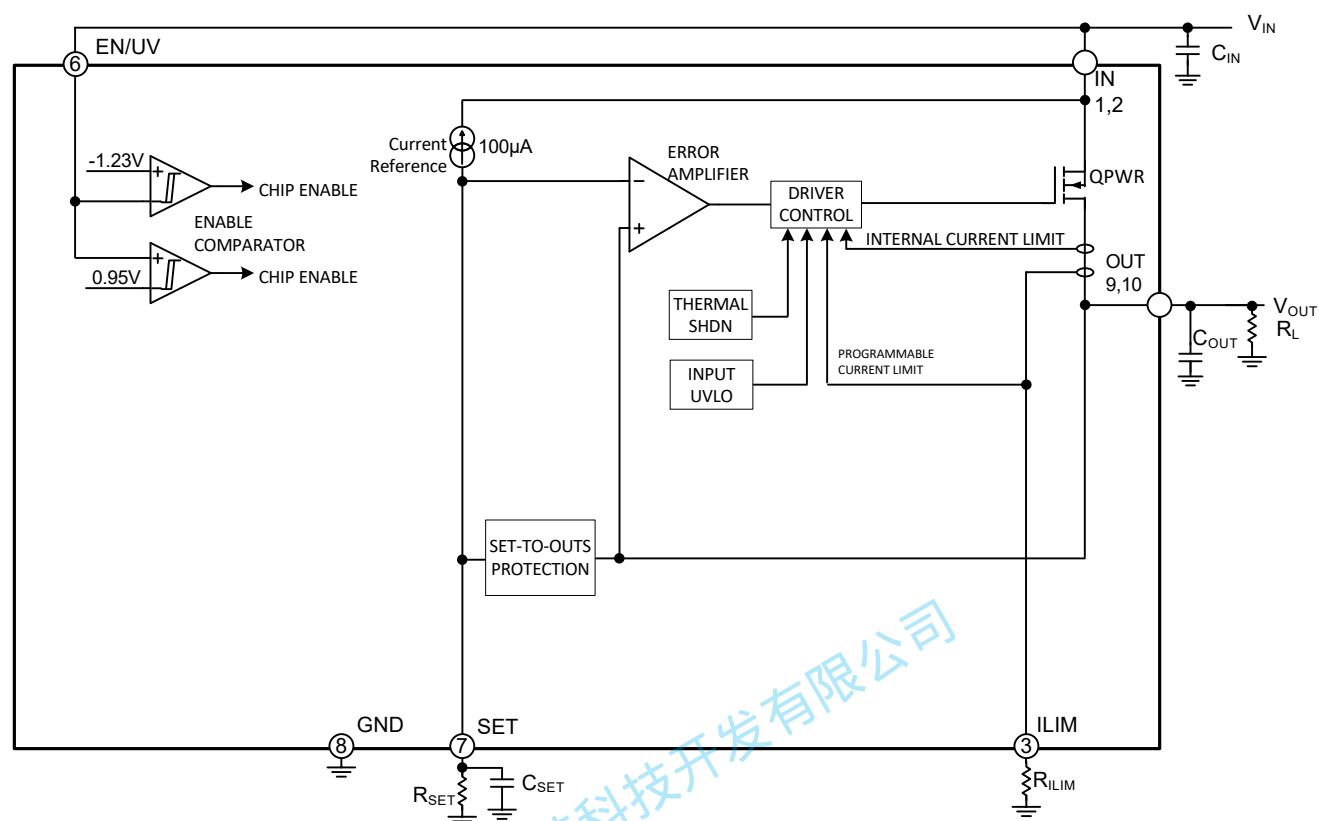 V_IN
EN/UV
6
C_IN
IN
1,2
Current
Reference
100µA
-1.23V
+
CHIP ENABLE
ENABLE
COMPARATOR
+
0.95V
CHIP ENABLE
ERROR
AMPLIFIER
−
+
DRIVER
CONTROL
QPWR
INTERNAL CURRENT LIMIT
OUT
9,10
THERMAL
SHDN
V_OUT
R_L
C_OUT
PROGRAMMABLE
CURRENT LIMIT
INPUT
UVLO
SET-TO-OUTS
PROTECTION
GND
8
SET
7
ILIM
3
R_SET
C_SET
R_ILIM
科技开发有限公司